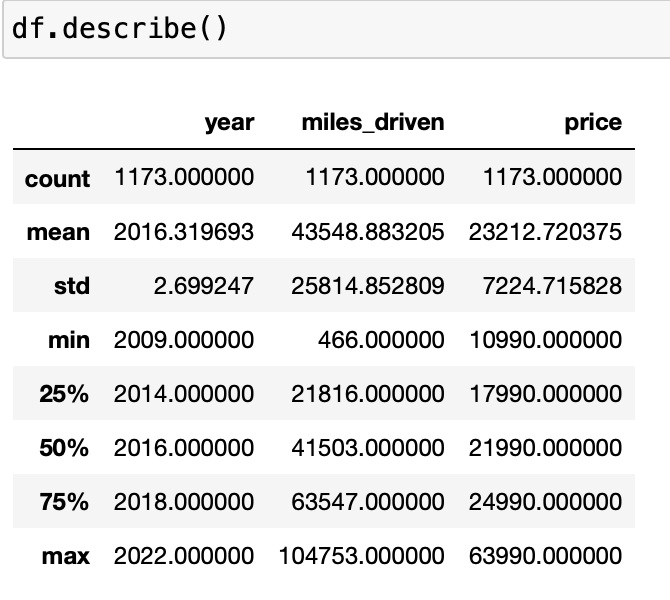 df.describe()
year miles_driven price
count 1173.000000 1173.000000 1173.000000
mean 2016.319693 43548.883205 23212.720375
std 2.699247 25814.852809 7224.715828
min 2009.000000 466.000000 10990.000000
25% 2014.000000 21816.000000 17990.000000
50% 2016.000000 41503.000000 21990.000000
75% 2018.000000 63547.000000 24990.000000
max 2022.000000 104753.000000 63990.000000